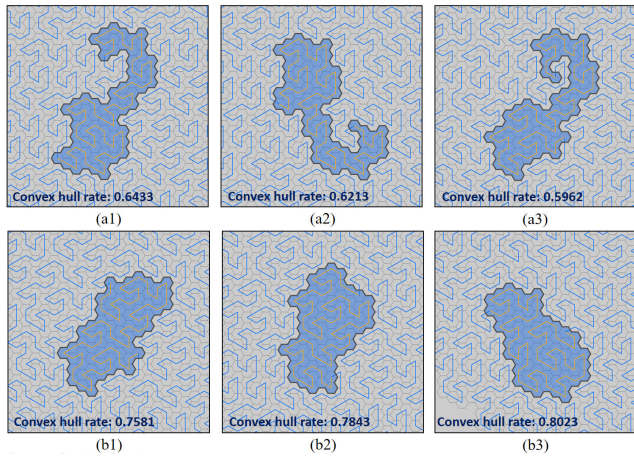 Convex hull rate: 0.6433
Convex hull rate: 0.6213
Convex hull rate: 0.5962
(a1)
(a2)
(a3)
Convex hull rate: 0.7581
Convex hull rate: 0.7843
Convex hull rate: 0.8023
(b1)
(b2)
(b3)